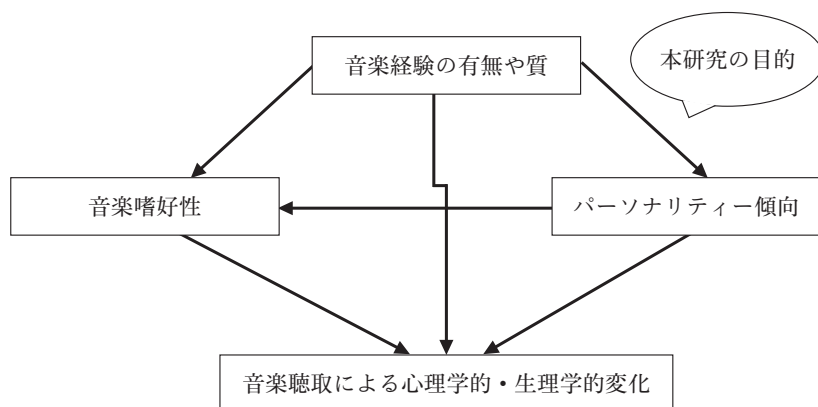 音楽経験の有無や質
本研究の目的
音楽嗜好性
パーソナリティー傾向
音楽聴取による心理学的・生理学的変化